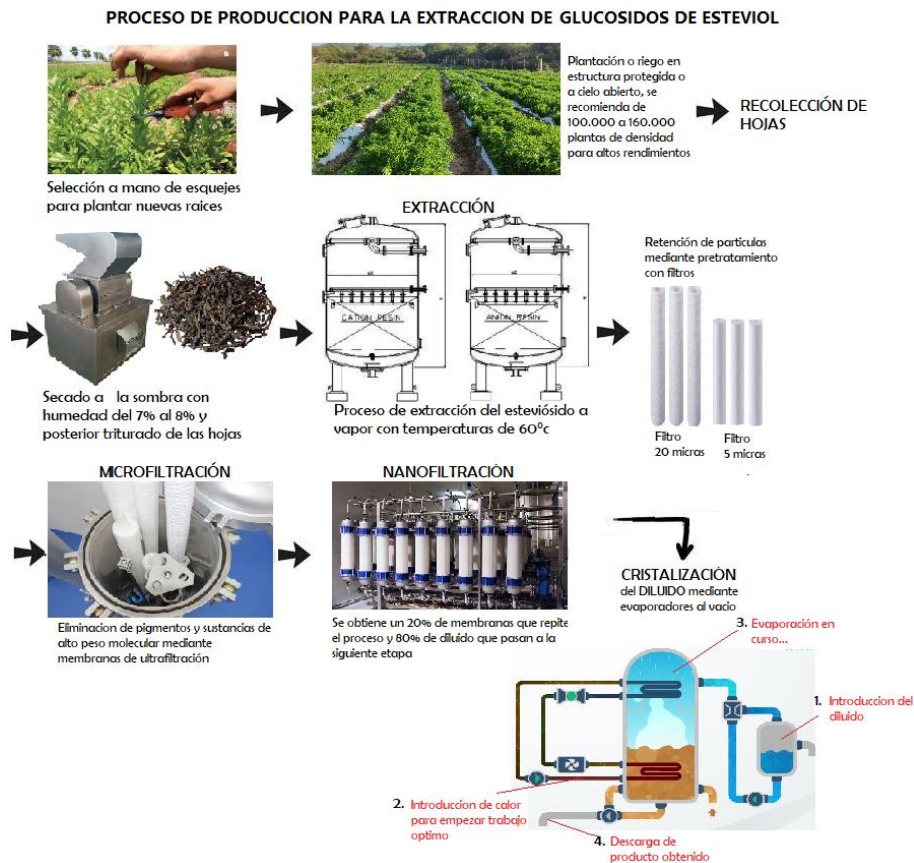 PROCESO DE PRODUCCION PARA LA EXTRACCION DE GLUCOSIDOS DE ESTEVIOL
Selección a mano de esquejes
para plantar nuevas raices
Plantación o riego en
estructura protegida o
a cielo abierto, se
recomienda de
100.000 a 160.000
plantas de densidad
para altos rendimientos
RECOLECCIÓN DE
HOJAS
Secado a la sombra con
humedad del 7% al 8% y
posterior triturado de las hojas
EXTRACCIÓN
CATION RESIN
ANION RESIN
Proceso de extracción del esteviósido a
vapor con temperaturas de 60°c
Retención de particulas
mediante pretratamiento
con filtros
Filtro
20 micras
Filtro
5 micras
MICROFILTRACIÓN
Eliminacion de pigmentos y sustancias de
alto peso molecular mediante
membranas de ultrafiltración
NANOFILTRACIÓN
Se obtiene un 20% de membranas que repite
el proceso y 80% de diluido que pasan a la
siguiente etapa
CRISTALIZACIÓN
del DILUIDO mediante
evaporadores al vacio
3. Evaporación en
curso...
1. Introduccion del
diluido
2. Introduccion de calor
para empezar trabajo
optimo
4. Descarga de
producto obtenido